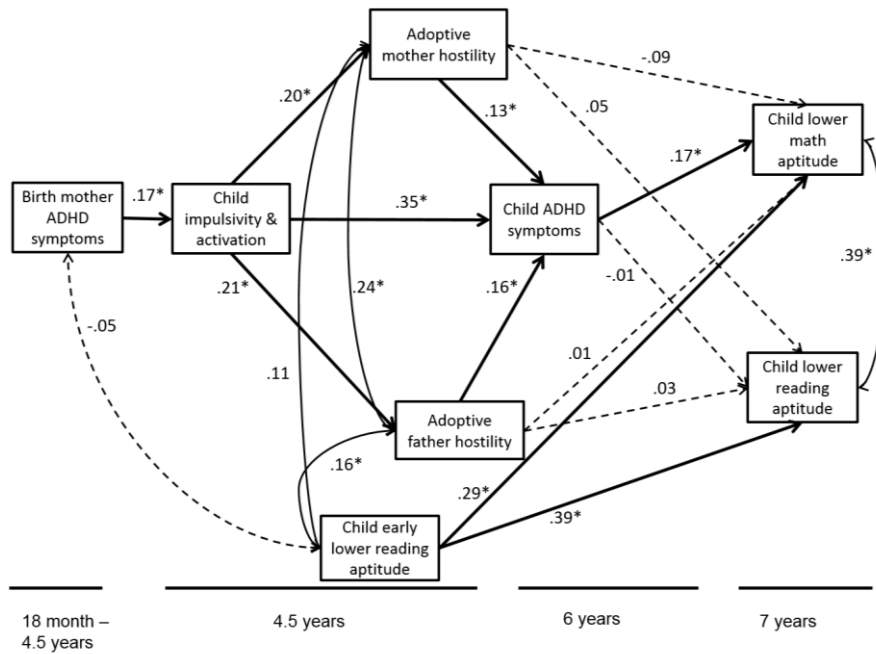 Adoptive
mother hostility
-.09
.20*
.13*
.05
Child lower
math
aptitude
.17*
Birth mother
ADHD
symptoms
.17*
Child
impulsivity &
activation
.35*
Child ADHD
symptoms
.39*
.21*
.24*
.16*
-.01
-.05
.11
.01
Child lower
reading
aptitude
.03
Adoptive
father hostility
.16*
.29*
.39*
Child early
lower reading
aptitude
18 month –
4.5 years
4.5 years
6 years
7 years